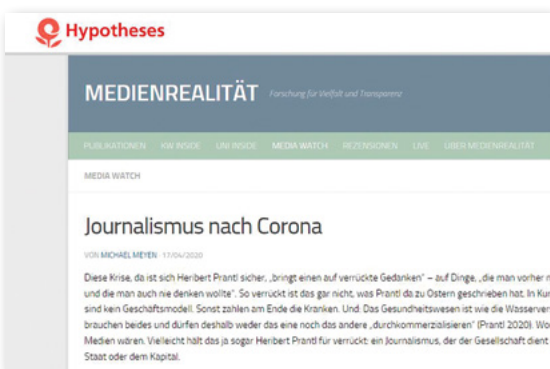 Hypotheses
MEDIENREALITÄT Forschung für Vielfalt und Transparenz
PUBLIKATIONEN KW INSIDE UNI INSIDE MEDIA WATCH REZENSIONEN LIVE ÜBER MEDIENREALITÄT
MEDIA WATCH
Journalismus nach Corona
VON MICHAEL MEYEN · 17/04/2020
Diese Krise, da ist sich Heribert Prantl sicher, „bringt einen auf verrückte Gedanken“ – auf Dinge, „die man vorher n
und die man auch nie denken wollte“. So verrückt ist das gar nicht, was Prantl da zu Ostern geschrieben hat. In Kur
sind kein Geschäftsmodell. Sonst zahlen am Ende die Kranken. Und: Das Gesundheitswesen ist wie die Wasserver
brauchen beides und dürfen deshalb weder das eine noch das andere „durchkommerzialisieren“ (Prantl 2020). Wo
Medien wären. Vielleicht hält das ja sogar Heribert Prantl für verrückt: ein Journalismus, der der Gesellschaft dient
Staat oder dem Kapital.